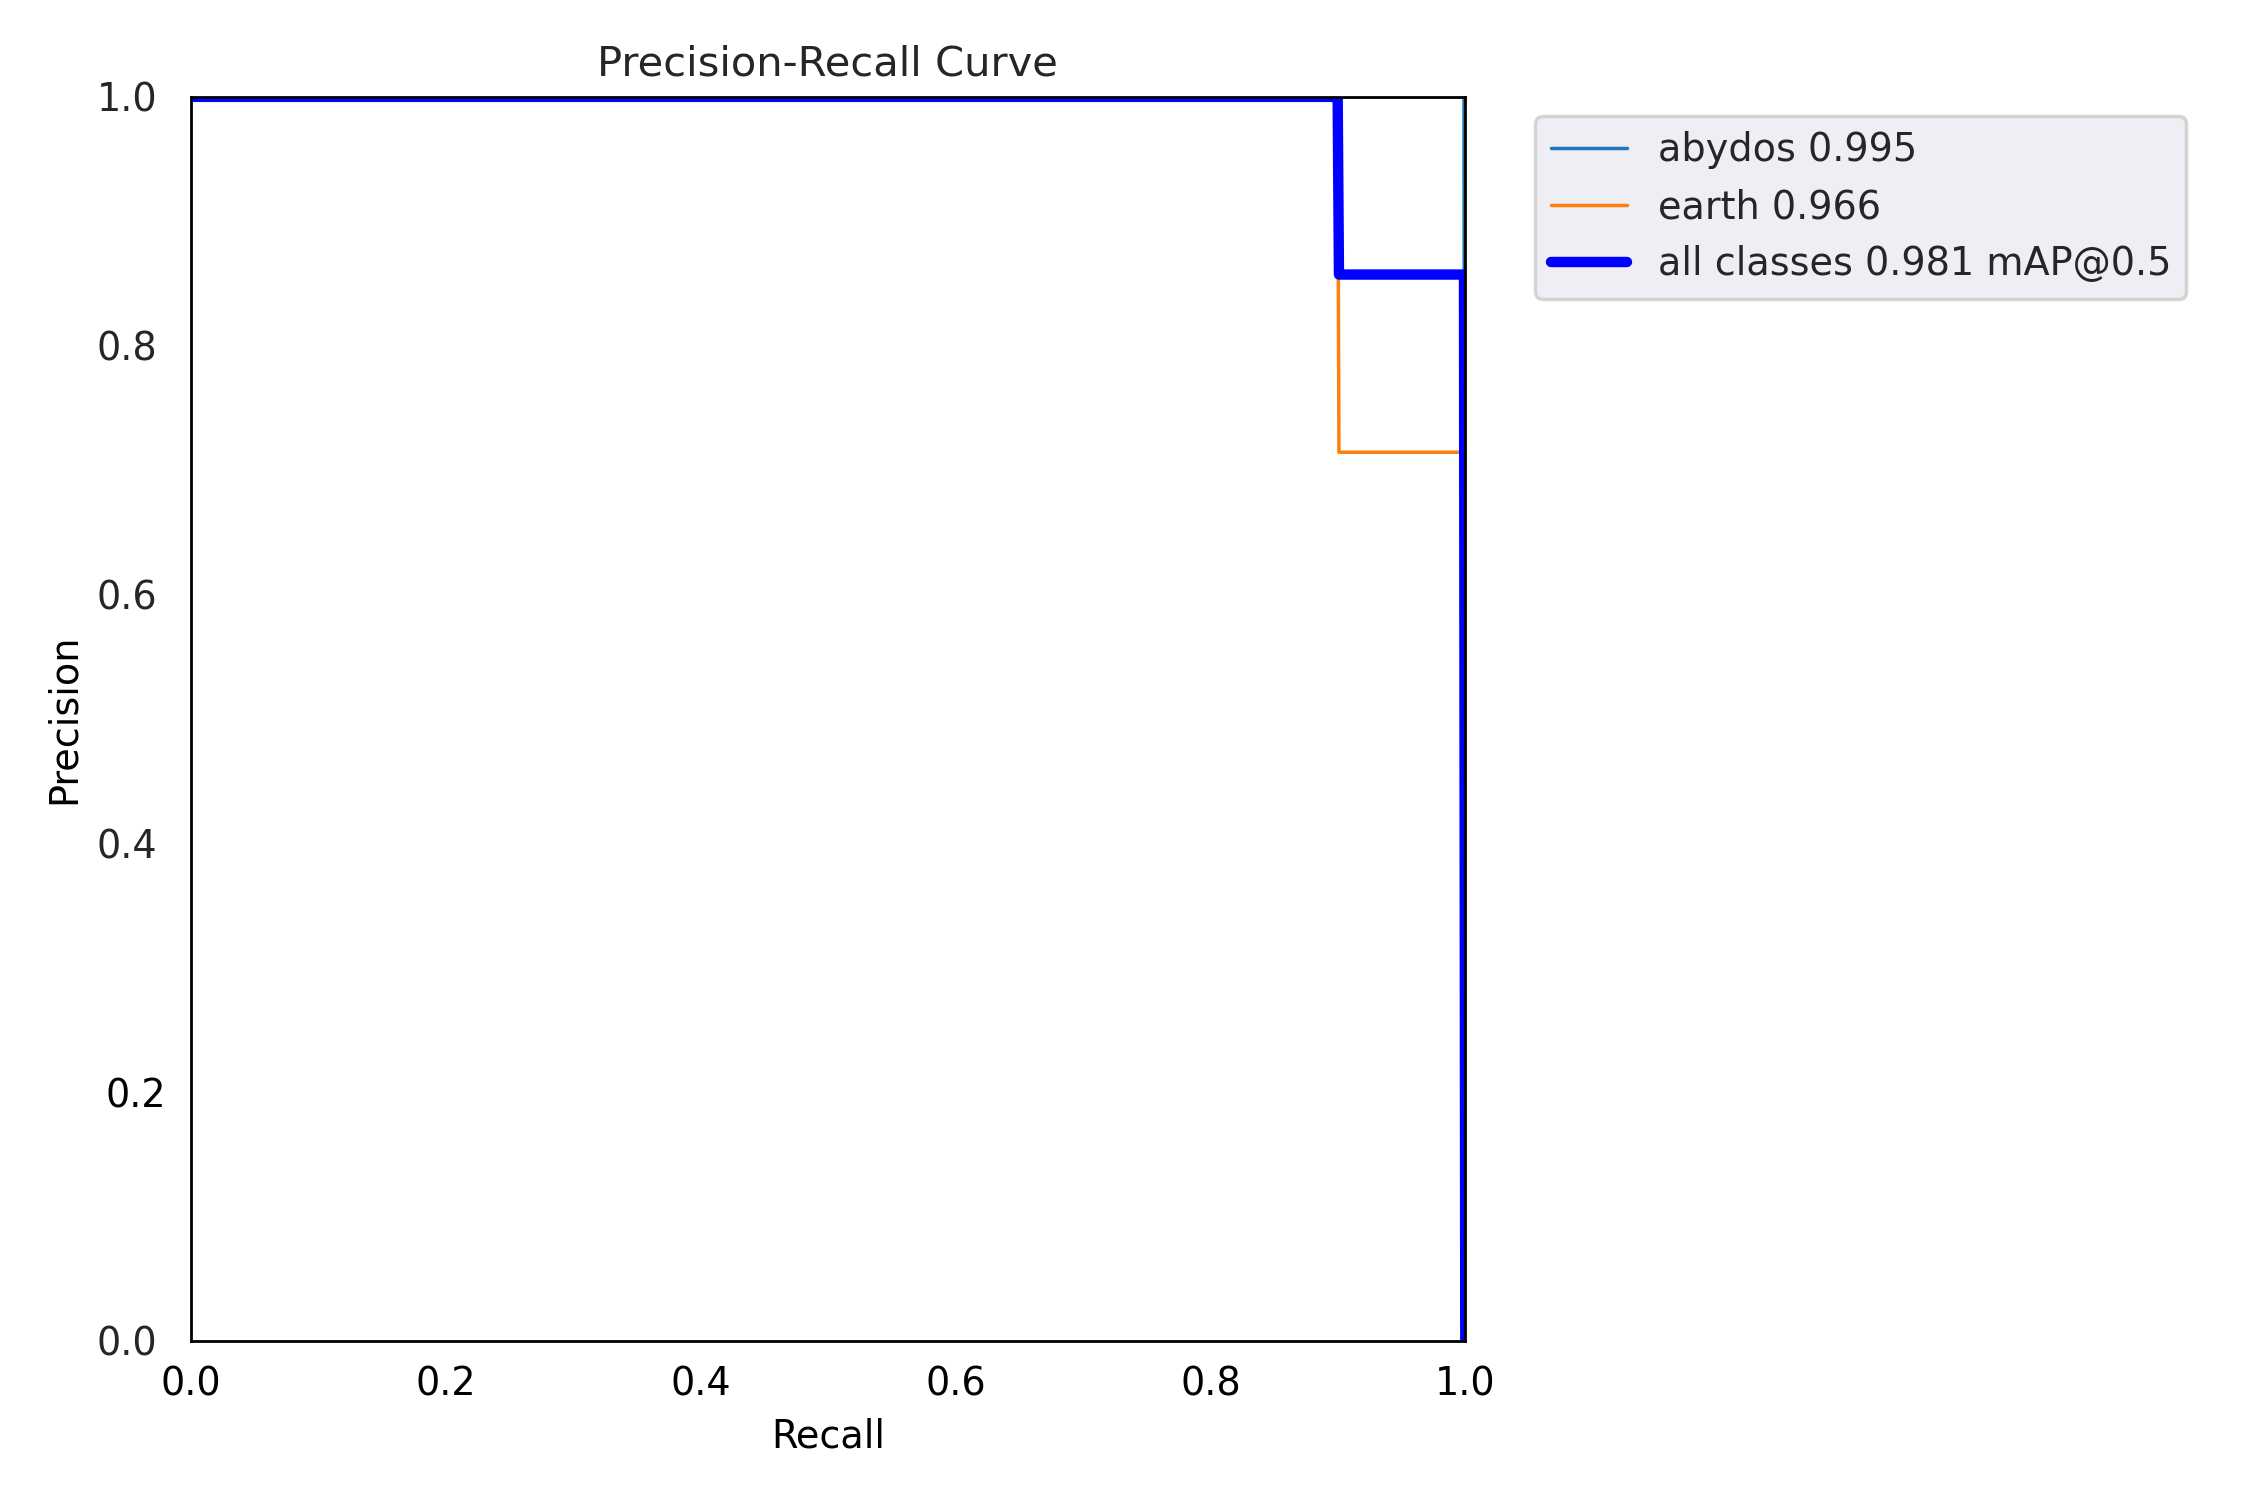 Precision-Recall Curve
1.0
0.8
0.6
0.4
0.2
0.0
Precision
0.0 0.2 0.4 0.6 0.8 1.0
Recall
abydos 0.995
earth 0.966
all classes 0.981 mAP@0.5